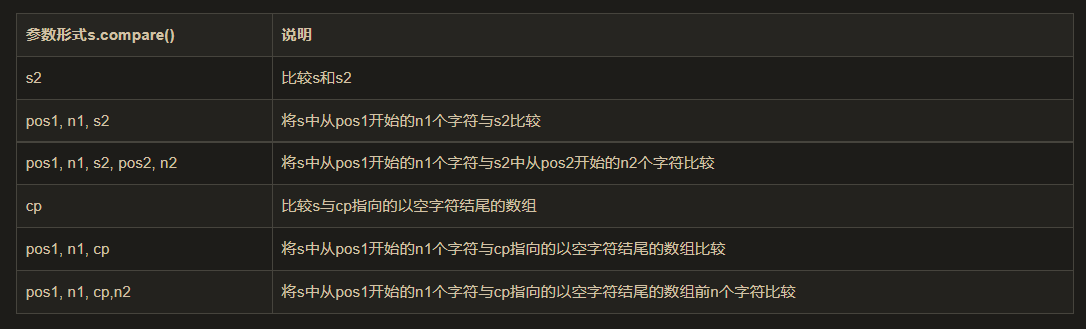 参数形式s.compare() 说明
s2 比较s和s2
pos1, n1, s2 将s中从pos1开始的n1个字符与s2比较
pos1, n1, s2, pos2, n2 将s中从pos1开始的n1个字符与s2中从pos2开始的n2个字符比较
cp 比较s与cp指向的以空字符结尾的数组
pos1, n1, cp 将s中从pos1开始的n1个字符与cp指向的以空字符结尾的数组比较
pos1, n1, cp,n2 将s中从pos1开始的n1个字符与cp指向的以空字符结尾的数组前n个字符比较